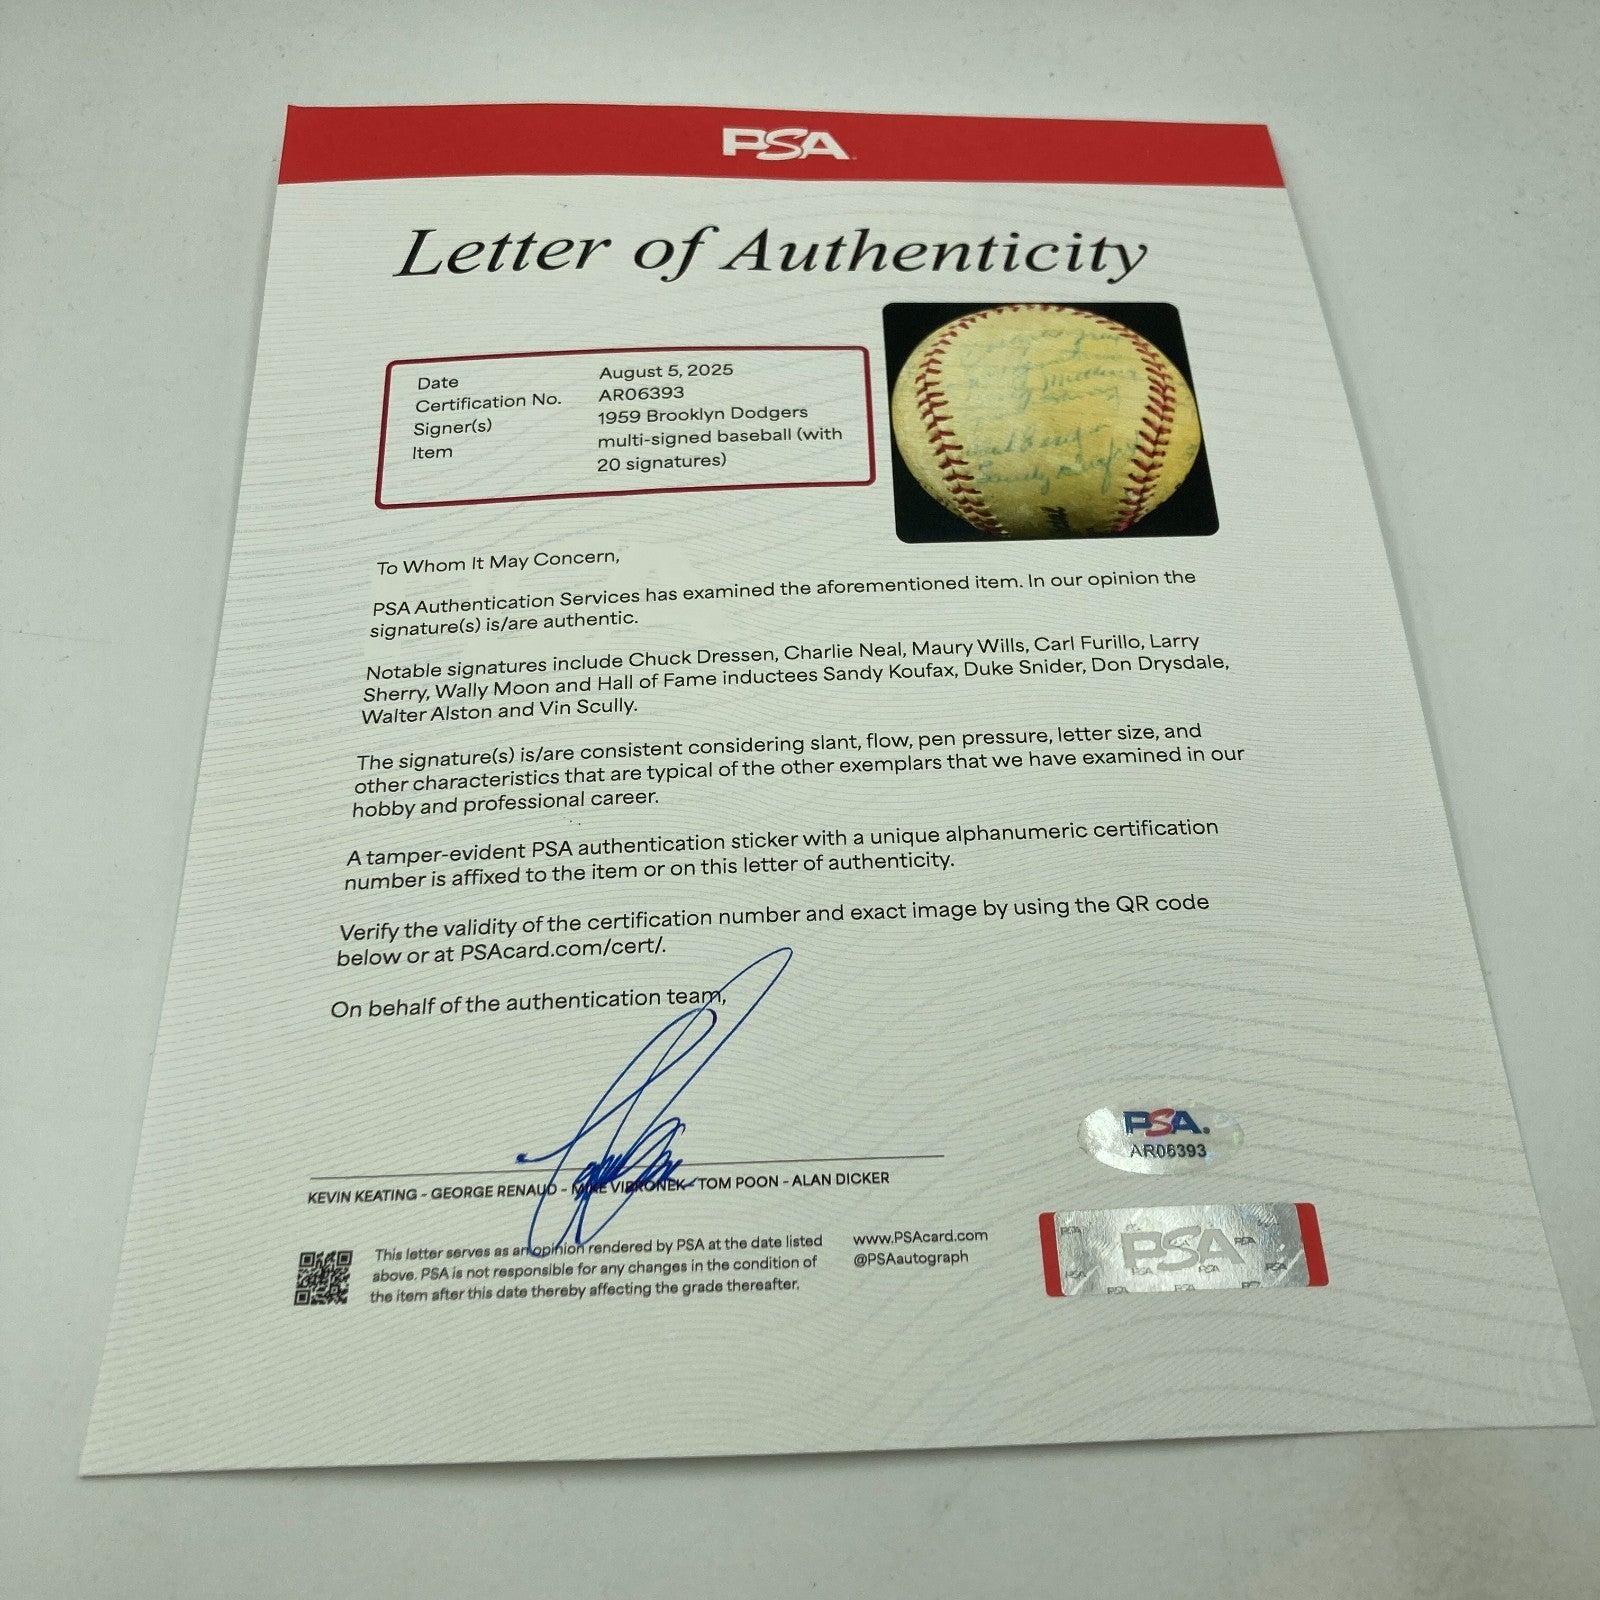 PSA
Letter of Authenticity
Date August 5, 2025
Certification No. AR06393
Signer(s) 1959 Brooklyn Dodgers
Item multi-signed baseball (with
20 signatures)
To Whom It May Concern,
PSA Authentication Services has examined the aforementioned item. In our opinion the
signature(s) is/are authentic.
Notable signatures include Chuck Dressen, Charlie Neal, Maury Wills, Carl Furillo, Larry
Sherry, Wally Moon and Hall of Fame inductees Sandy Koufax, Duke Snider, Don Drysdale,
Walter Alston and Vin Scully.
The signature(s) is/are consistent considering slant, flow, pen pressure, letter size, and
other characteristics that are typical of the other exemplars that we have examined in our
hobby and professional career.
A tamper-evident PSA authentication sticker with a unique alphanumeric certification
number is affixed to the item or on this letter of authenticity.
Verify the validity of the certification number and exact image by using the QR code
below or at PSAcard.com/cert/.
On behalf of the authentication team,
KEVIN KEATING - GEORGE RENAUD - MIKE VIBRONEK - TOM POON - ALAN DICKER
This letter serves as an opinion rendered by PSA at the date listed
above. PSA is not responsible for any changes in the condition of
the item after this date thereby affecting the grade thereafter.
www.PSAcard.com
@PSAautograph
PSA.
AR06393
PSA